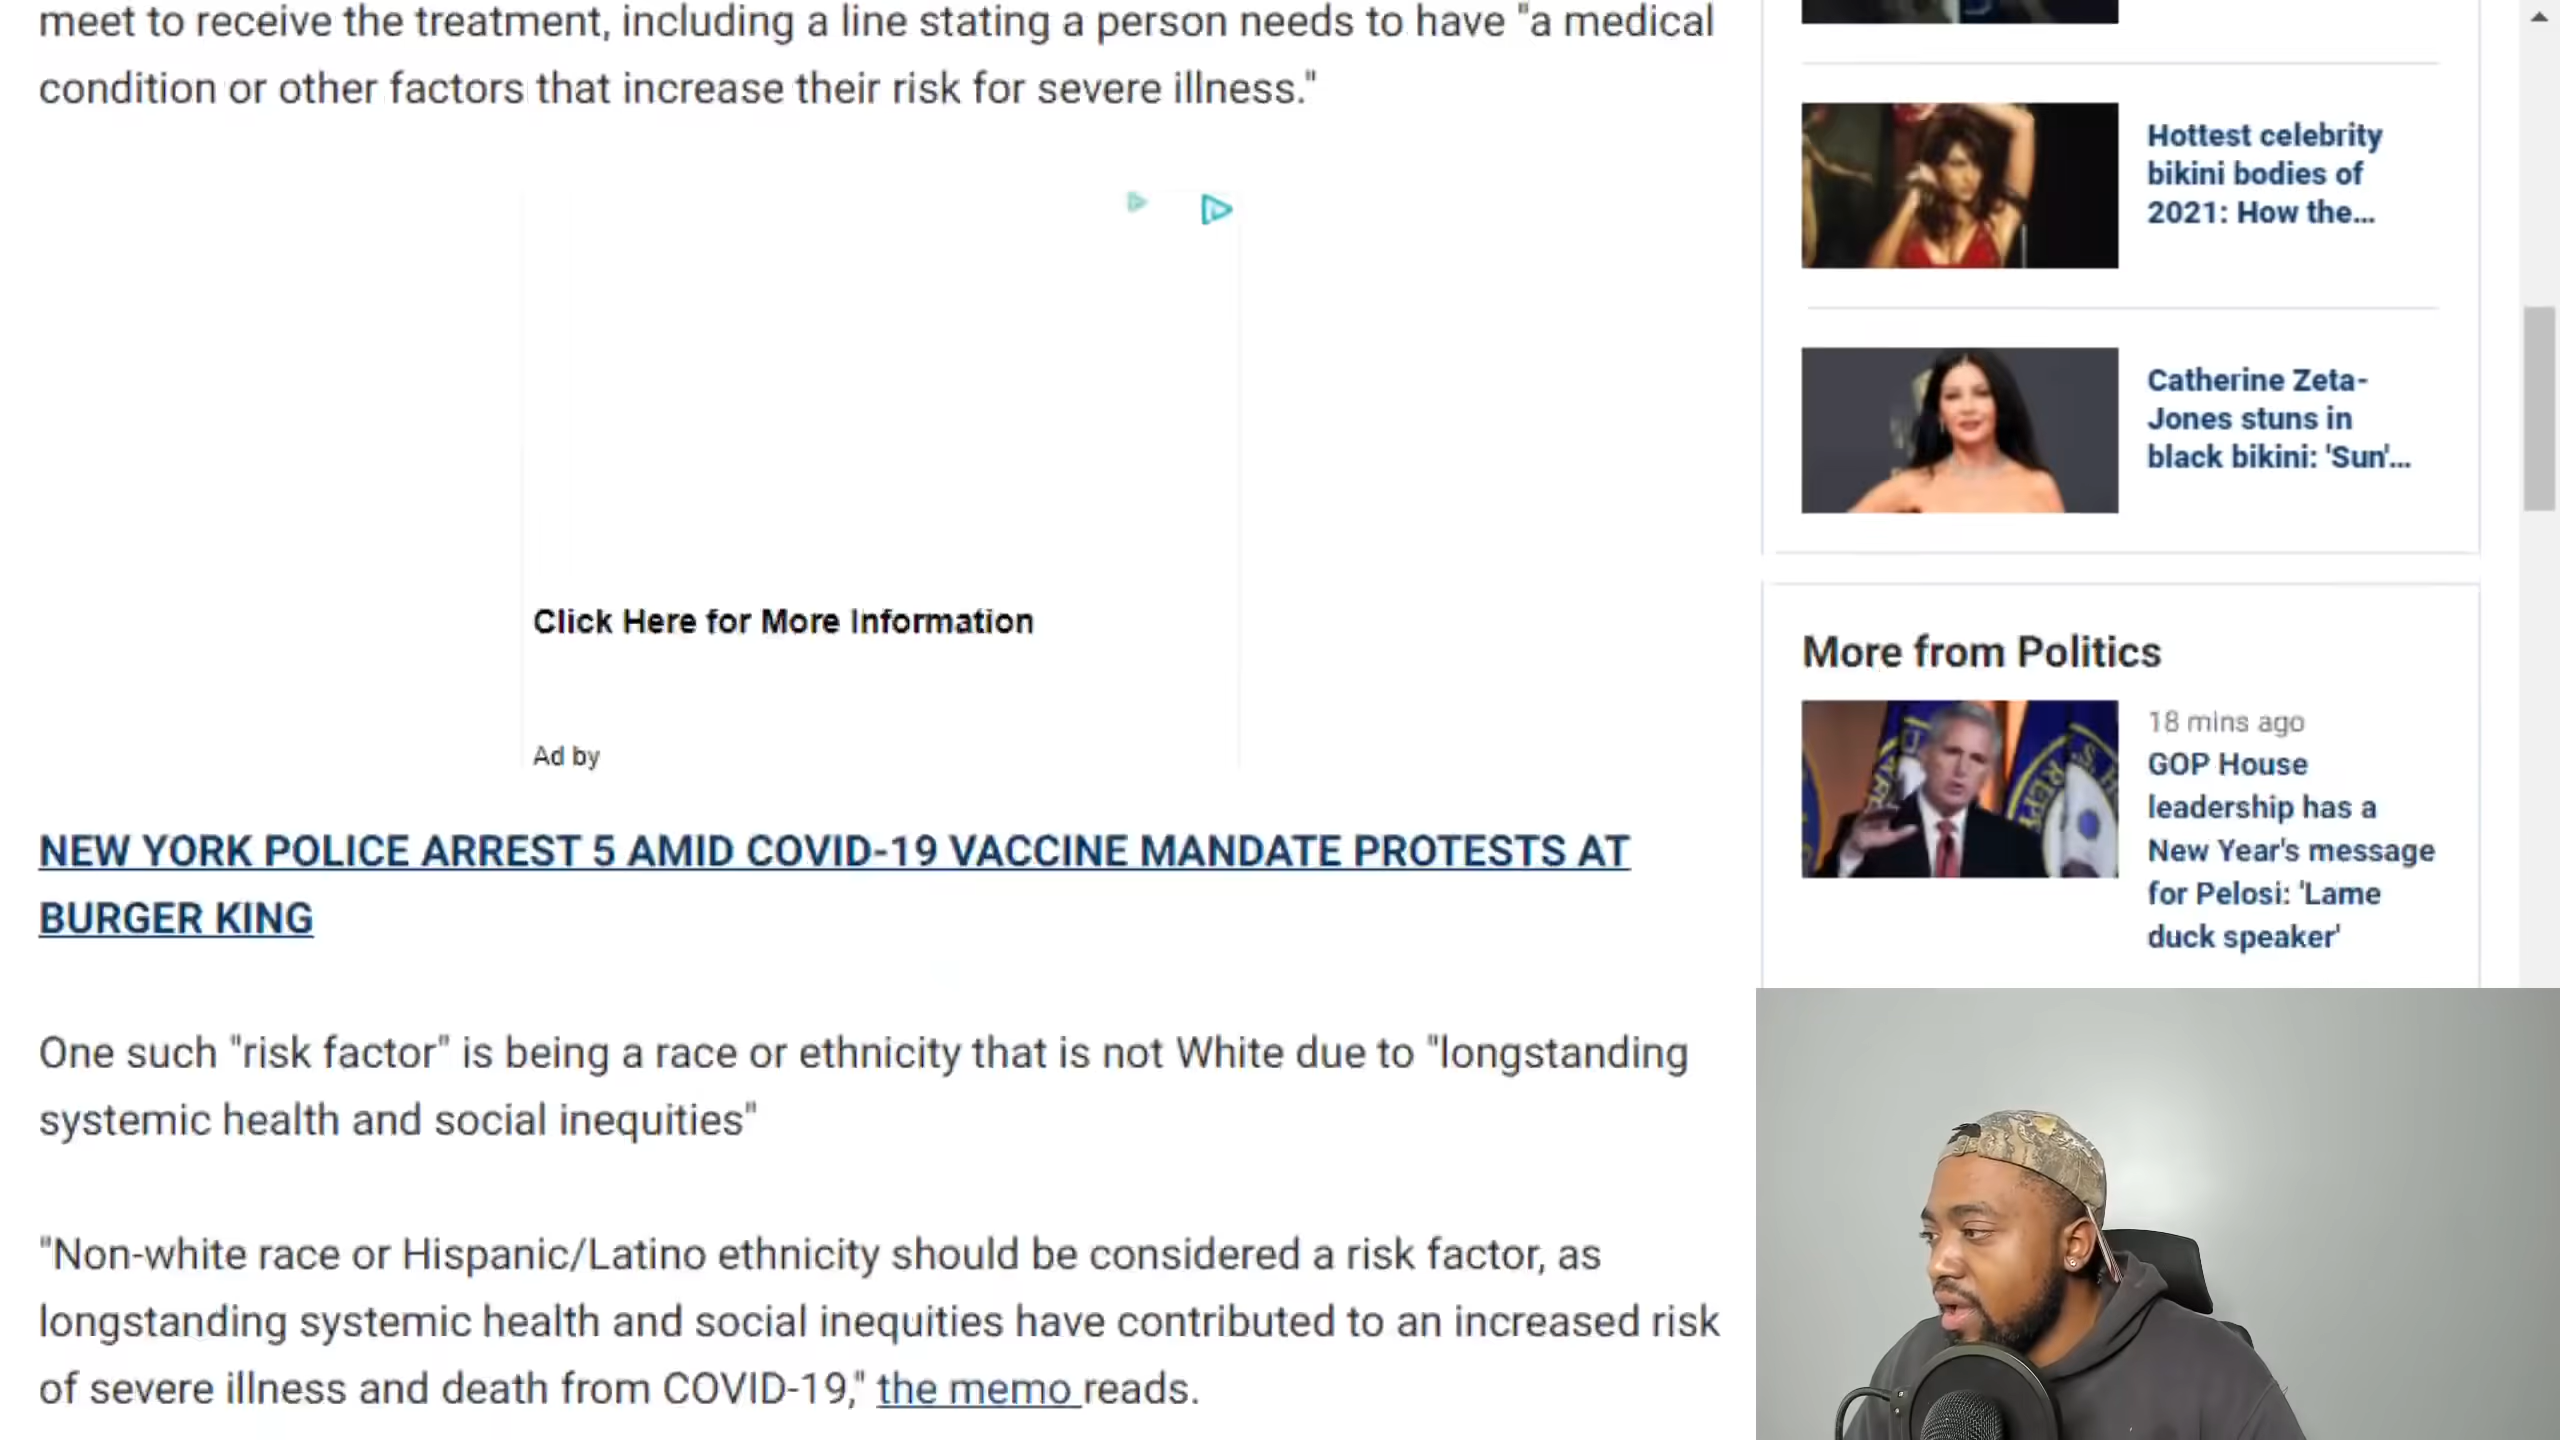 meet to receive the treatment, including a line stating a person needs to have "a medical
condition or other factors that increase their risk for severe illness."
Click Here for More Information
Ad by
NEW YORK POLICE ARREST 5 AMID COVID-19 VACCINE MANDATE PROTESTS AT
BURGER KING
One such "risk factor" is being a race or ethnicity that is not White due to "longstanding
systemic health and social inequities"
"Non-white race or Hispanic/Latino ethnicity should be considered a risk factor, as
longstanding systemic health and social inequities have contributed to an increased risk
of severe illness and death from COVID-19," the memo reads.
Hottest celebrity
bikini bodies of
2021: How the...
Catherine Zeta-
Jones stuns in
black bikini: 'Sun'...
More from Politics
18 mins ago
GOP House
leadership has a
New Year's message
for Pelosi: 'Lame
duck speaker'